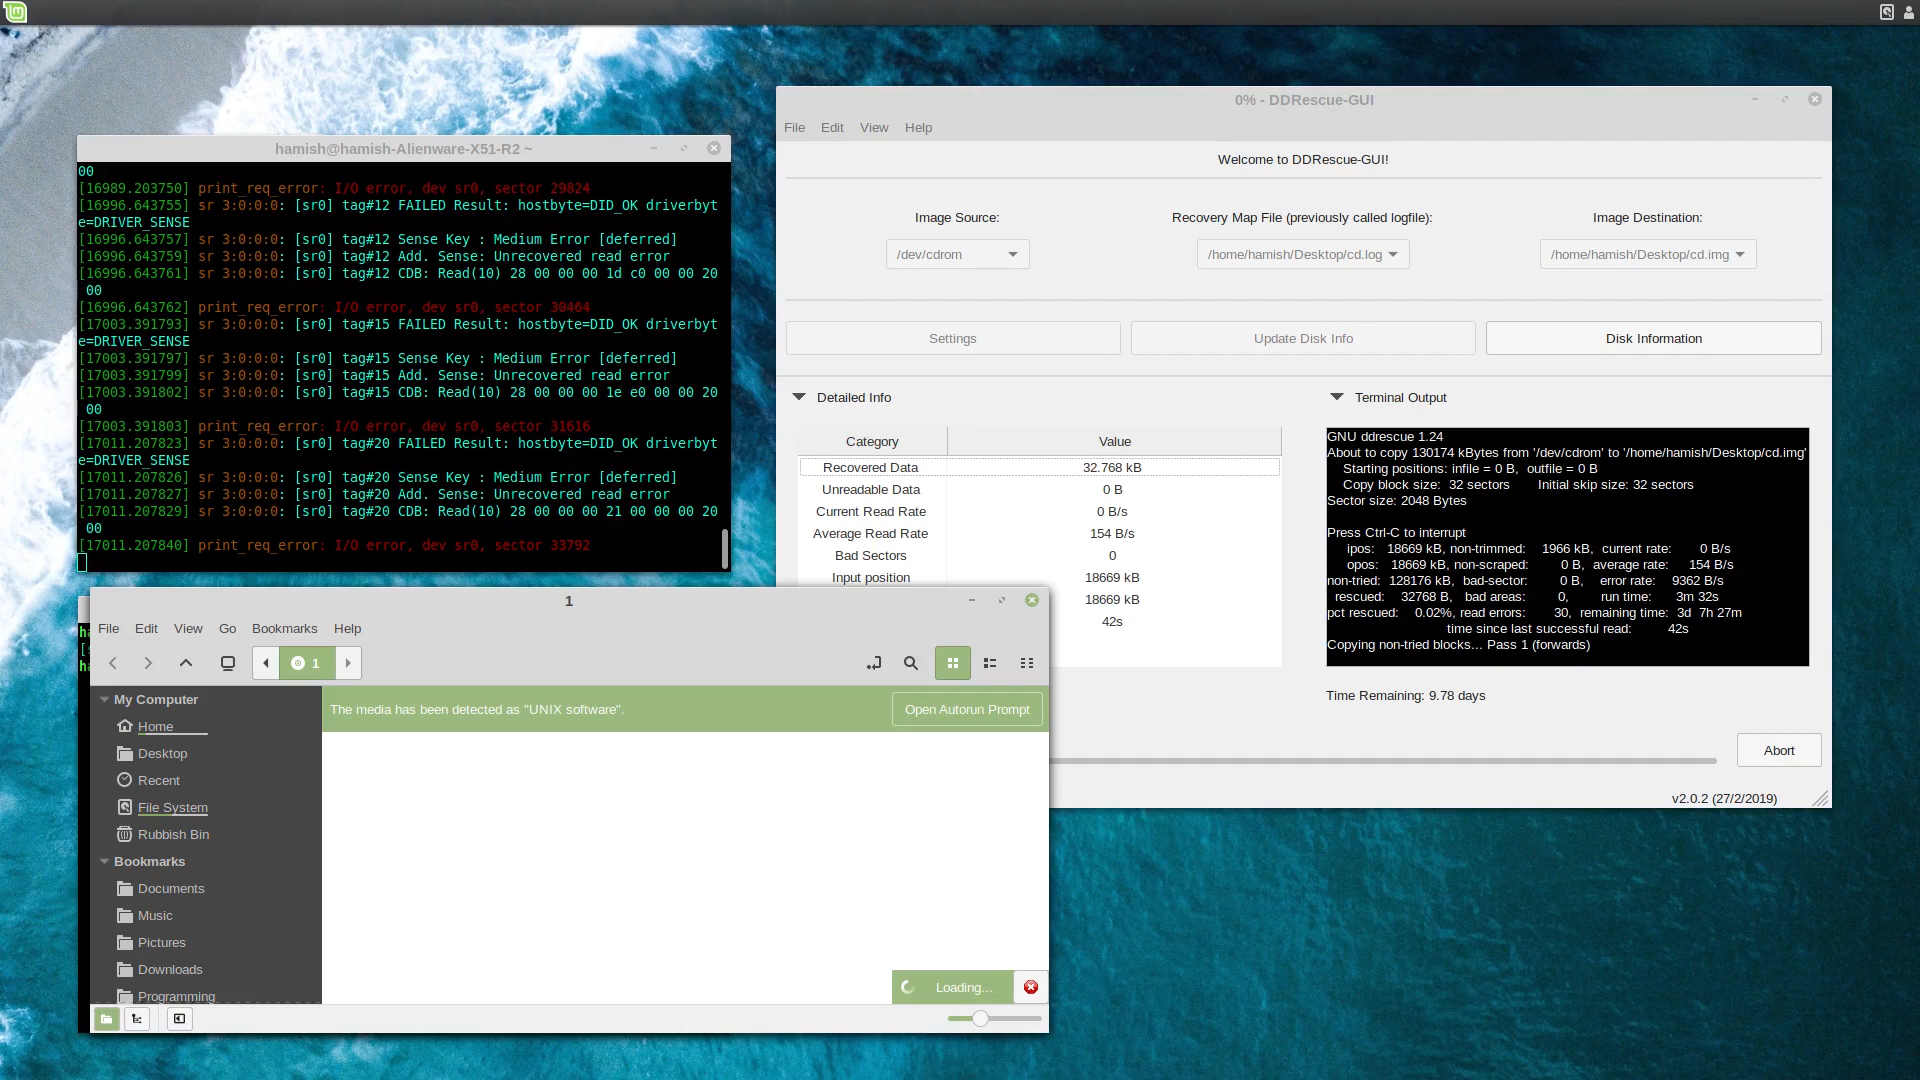 hamish@hamish-Alienware-X51-R2 ~
00
[16989.203750] print_req_error: I/O error, dev sr0, sector 29824
[16996.643755] sr 3:0:0:0: [sr0] tag#12 FAILED Result: hostbyte=DID_OK driverbyt
e=DRIVER_SENSE
[16996.643757] sr 3:0:0:0: [sr0] tag#12 Sense Key : Medium Error [deferred]
[16996.643759] sr 3:0:0:0: [sr0] tag#12 Add. Sense: Unrecovered read error
[16996.643761] sr 3:0:0:0: [sr0] tag#12 CDB: Read(10) 28 00 00 00 1d c0 00 00 20
00
[16996.643762] print_req_error: I/O error, dev sr0, sector 30464
[17003.391793] sr 3:0:0:0: [sr0] tag#15 FAILED Result: hostbyte=DID_OK driverbyt
e=DRIVER_SENSE
[17003.391797] sr 3:0:0:0: [sr0] tag#15 Sense Key : Medium Error [deferred]
[17003.391799] sr 3:0:0:0: [sr0] tag#15 Add. Sense: Unrecovered read error
[17003.391802] sr 3:0:0:0: [sr0] tag#15 CDB: Read(10) 28 00 00 00 1e e0 00 00 20
00
[17003.391803] print_req_error: I/O error, dev sr0, sector 31616
[17011.207823] sr 3:0:0:0: [sr0] tag#20 FAILED Result: hostbyte=DID_OK driverbyt
e=DRIVER_SENSE
[17011.207826] sr 3:0:0:0: [sr0] tag#20 Sense Key : Medium Error [deferred]
[17011.207827] sr 3:0:0:0: [sr0] tag#20 Add. Sense: Unrecovered read error
[17011.207829] sr 3:0:0:0: [sr0] tag#20 CDB: Read(10) 28 00 00 00 21 00 00 00 20
00
[17011.207840] print_req_error: I/O error, dev sr0, sector 33792
0% - DDRescue-GUI
File Edit View Help
Welcome to DDRescue-GUI!
Image Source: Recovery Map File (previously called logfile): Image Destination:
/dev/cdrom /home/hamish/Desktop/cd.log /home/hamish/Desktop/cd.img
Settings Update Disk Info Disk Information
Detailed Info
Category Value
Recovered Data 32.768 kB
Unreadable Data 0 B
Current Read Rate 0 B/s
Average Read Rate 154 B/s
Bad Sectors 0
Input position 18669 kB
18669 kB
42s
Terminal Output
GNU ddrescue 1.24
About to copy 130174 kBytes from '/dev/cdrom' to '/home/hamish/Desktop/cd.img'
Starting positions: infile = 0 B, outfile = 0 B
Copy block size: 32 sectors Initial skip size: 32 sectors
Sector size: 2048 Bytes
Press Ctrl-C to interrupt
ipos: 18669 kB, non-trimmed: 1966 kB, current rate: 0 B/s
opos: 18669 kB, non-scraped: 0 B, average rate: 154 B/s
non-tried: 128176 kB, bad-sector: 0 B, error rate: 9362 B/s
rescued: 32768 B, bad areas: 0, run time: 3m 32s
pct rescued: 0.02%, read errors: 30, remaining time: 3d 7h 27m
time since last successful read: 42s
Copying non-tried blocks... Pass 1 (forwards)
Time Remaining: 9.78 days
Abort
v2.0.2 (27/2/2019)
1
File Edit View Go Bookmarks Help
1
My Computer
Home
Desktop
Recent
File System
Rubbish Bin
Bookmarks
Documents
Music
Pictures
Downloads
Programming
The media has been detected as "UNIX software".
Open Autorun Prompt
Loading...